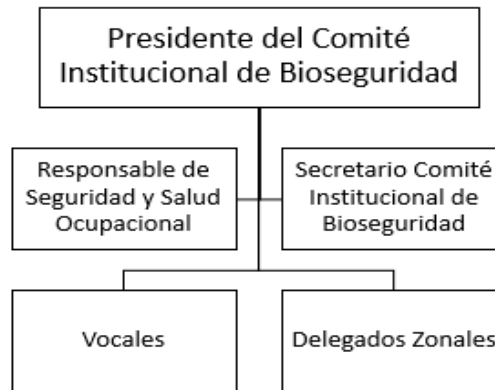 Presidente del Comité
Institucional de Bioseguridad
Responsable de
Seguridad y Salud
Ocupacional
Secretario Comité
Institucional de
Bioseguridad
Vocales
Delegados Zonales